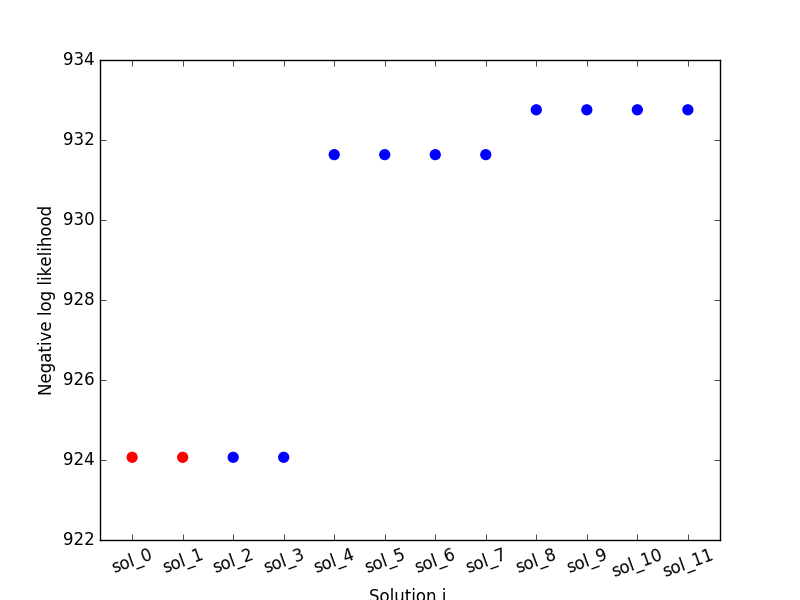 934
932
930
928
926
924
922
Negative log likelihood
sol_0 sol_1 sol_2 sol_3 sol_4 sol_5 sol_6 sol_7 sol_8 sol_9 sol_10 sol_11
Solution i